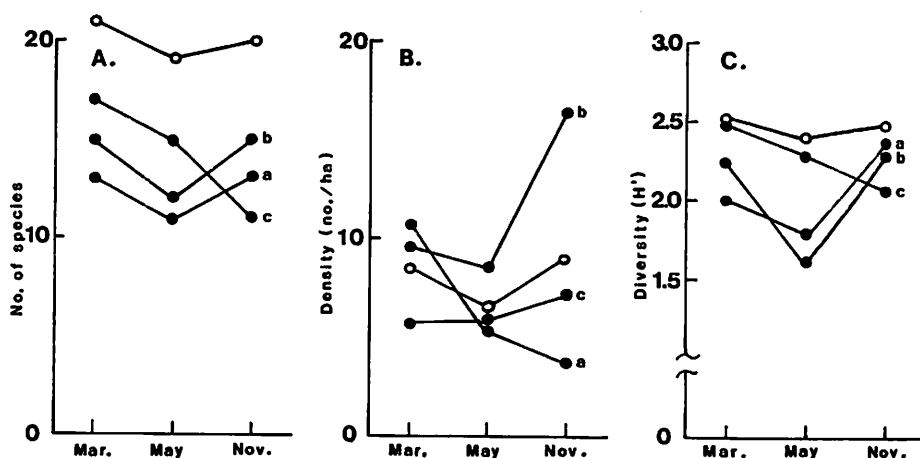 A.
No. of species
20
10
0
b
a
c
Mar. May Nov.
B.
Density (no./ha)
20
10
0
b
c
a
Mar. May Nov.
C.
Diversity (H')
3.0
2.5
2.0
1.5
0
a
b
c
Mar. May Nov.